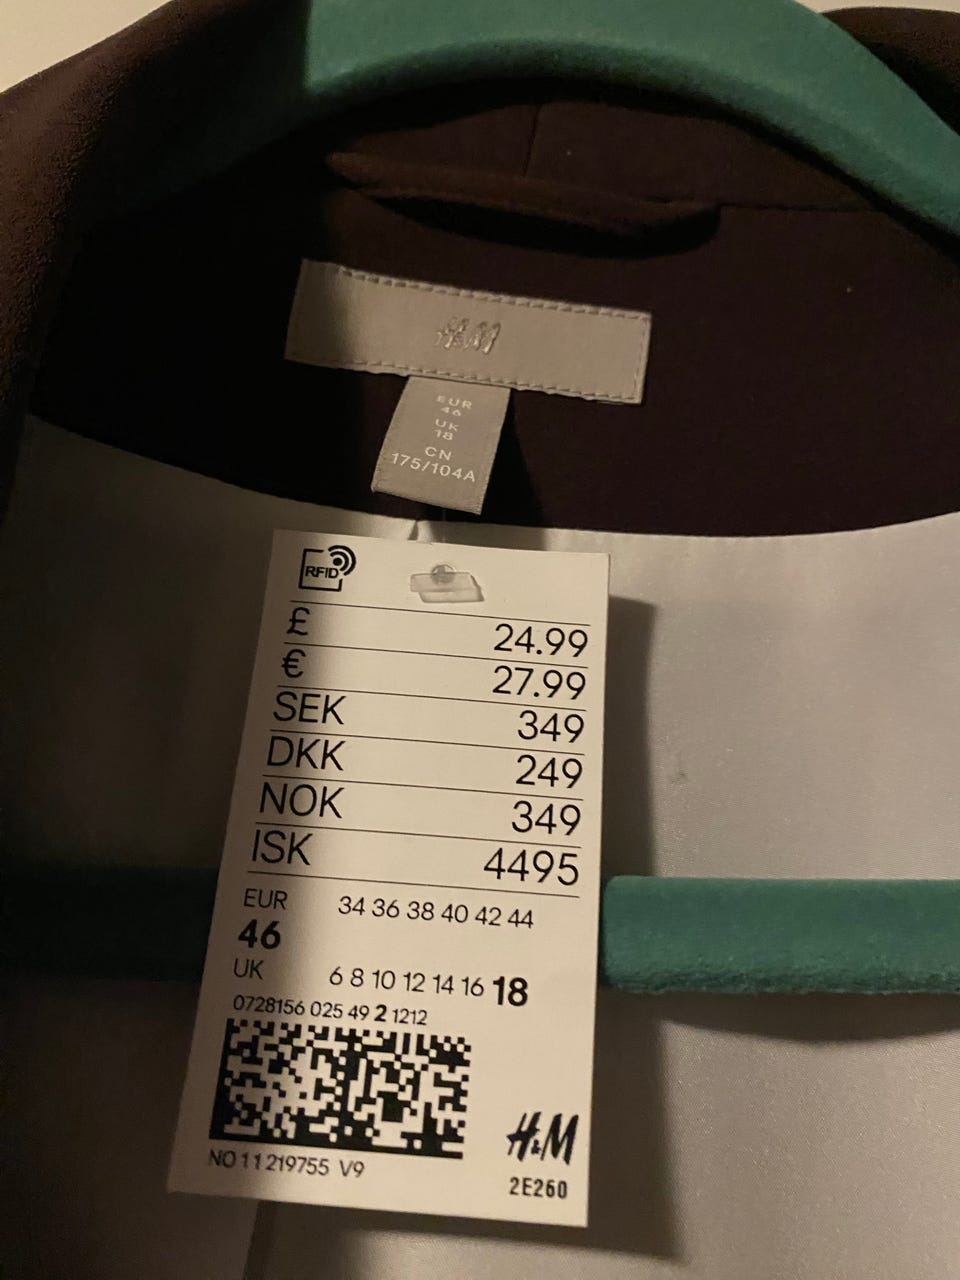 H&M
EUR
46
UK
18
CN
175/104A
RFID
£ 24.99
€ 27.99
SEK 349
DKK 249
NOK 349
ISK 4495
EUR 34 36 38 40 42 44
46
UK 6 8 10 12 14 16 18
0728156 025 49 2 1212
NO 11 219755 V9
H&M
2E260